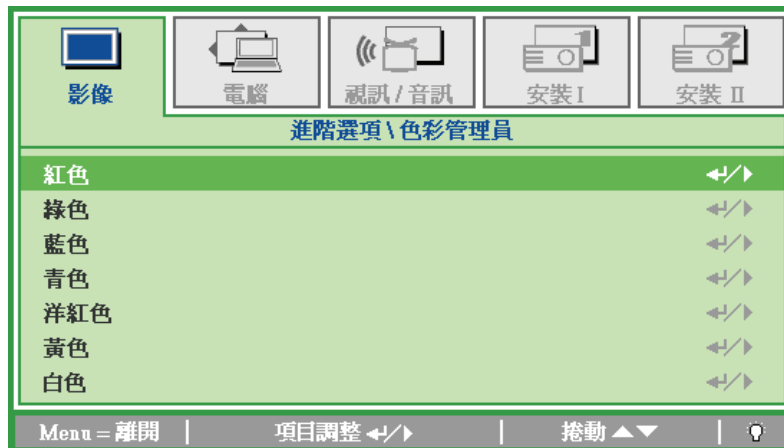 影像
電腦
視訊 / 音訊
安裝 I
安裝 II
進階選項 \ 色彩管理員
紅色
綠色
藍色
青色
洋紅色
黃色
白色
Menu = 離開 項目調整 捲動